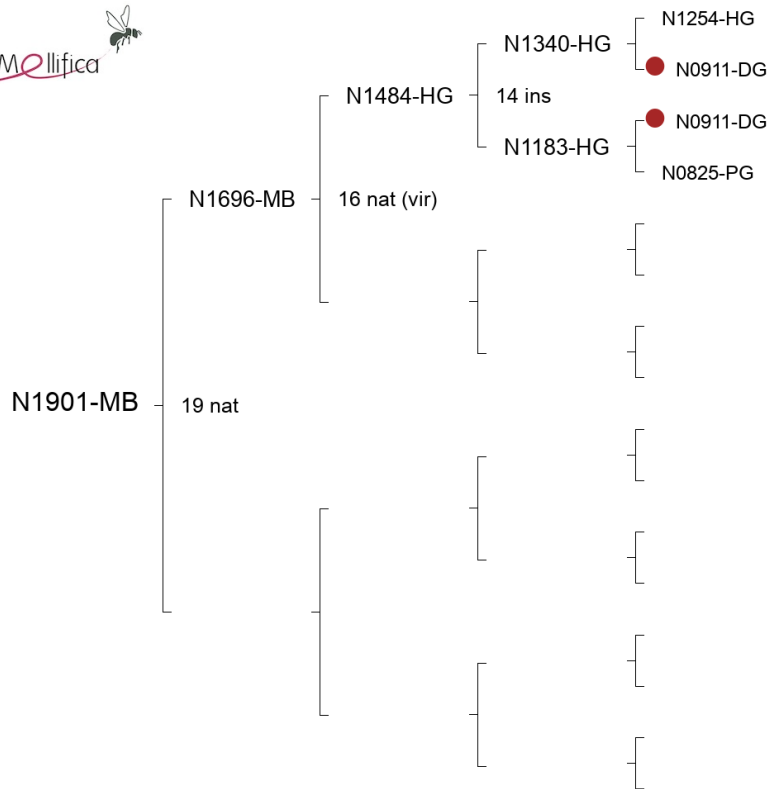 Mellifica
N1254-HG
N1340-HG
N0911-DG
N1484-HG
14 ins
N0911-DG
N1183-HG
N0825-PG
N1696-MB
16 nat (vir)
N1901-MB
19 nat